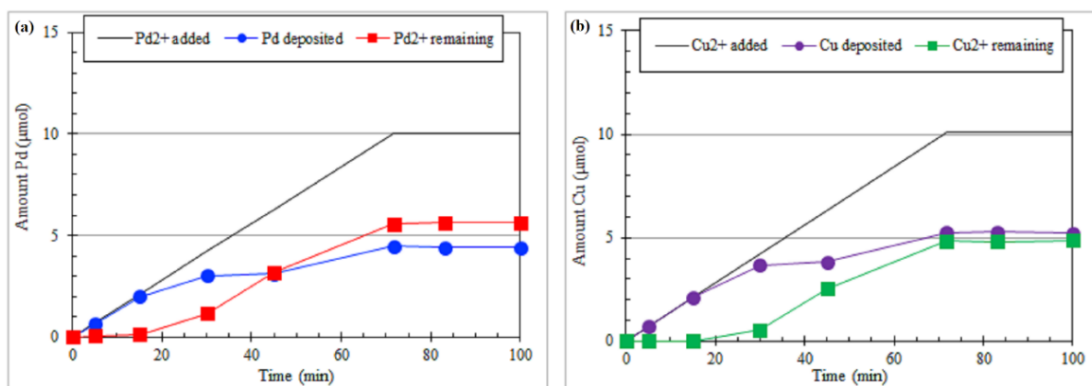 (a)
Pd2+ added Pd deposited Pd2+ remaining
15
10
5
0
Amount Pd (μmol)
0 20 40 60 80 100
Time (min)
(b)
Cu2+ added Cu deposited Cu2+ remaining
15
10
5
0
Amount Cu (μmol)
0 20 40 60 80 100
Time (min)